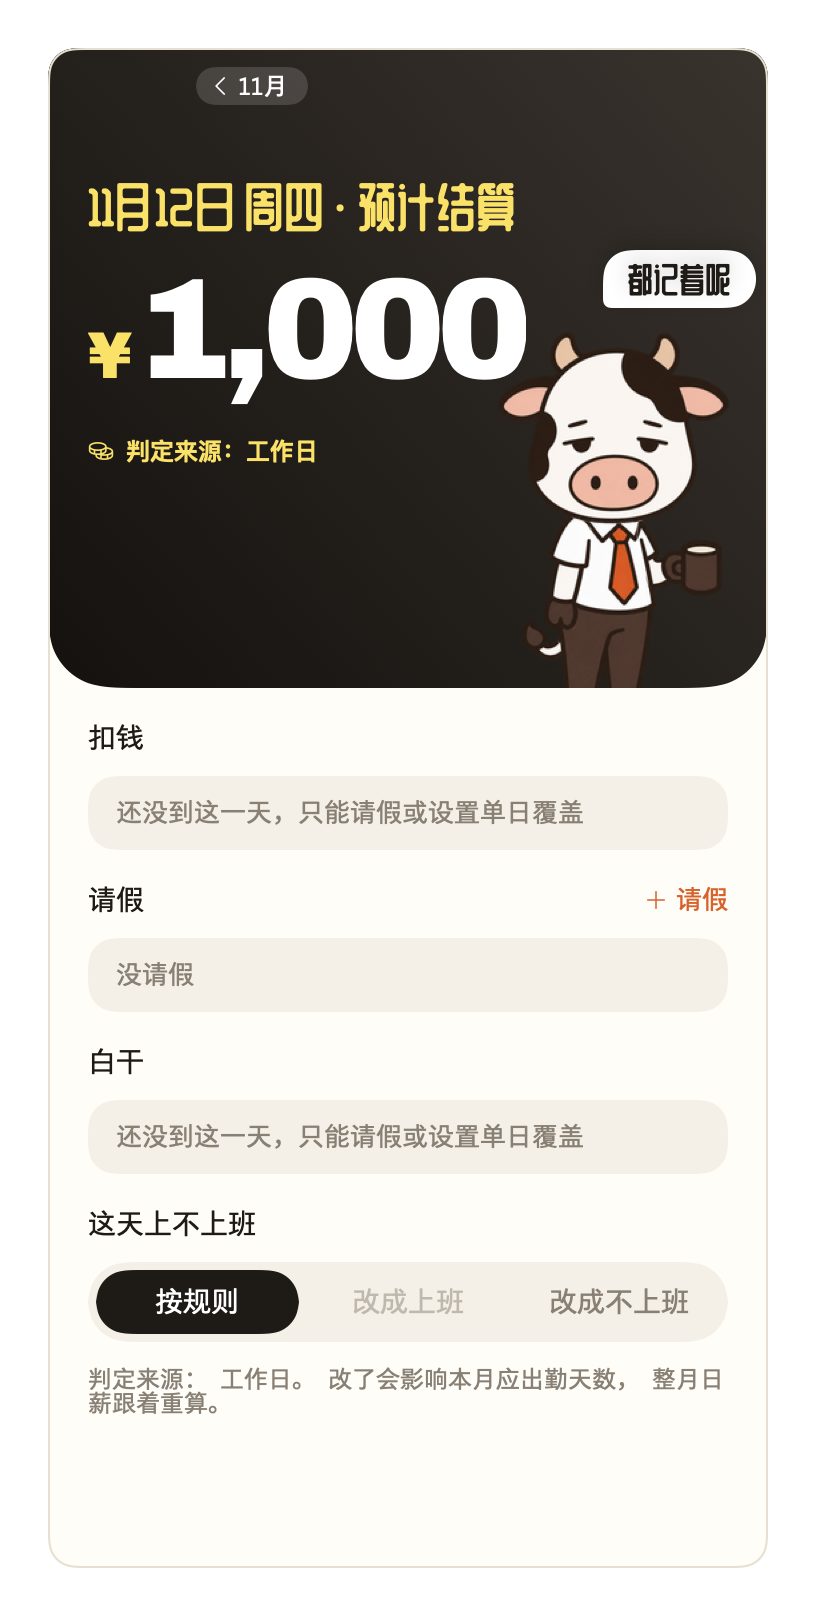 11月
11月12日 周四 · 预计结算
都记着呢
¥1,000
判定来源：工作日
扣钱
还没到这一天，只能请假或设置单日覆盖
请假
+ 请假
没请假
白干
还没到这一天，只能请假或设置单日覆盖
这天上不上班
按规则 改成上班 改成不上班
判定来源： 工作日。 改了会影响本月应出勤天数， 整月日
薪跟着重算。